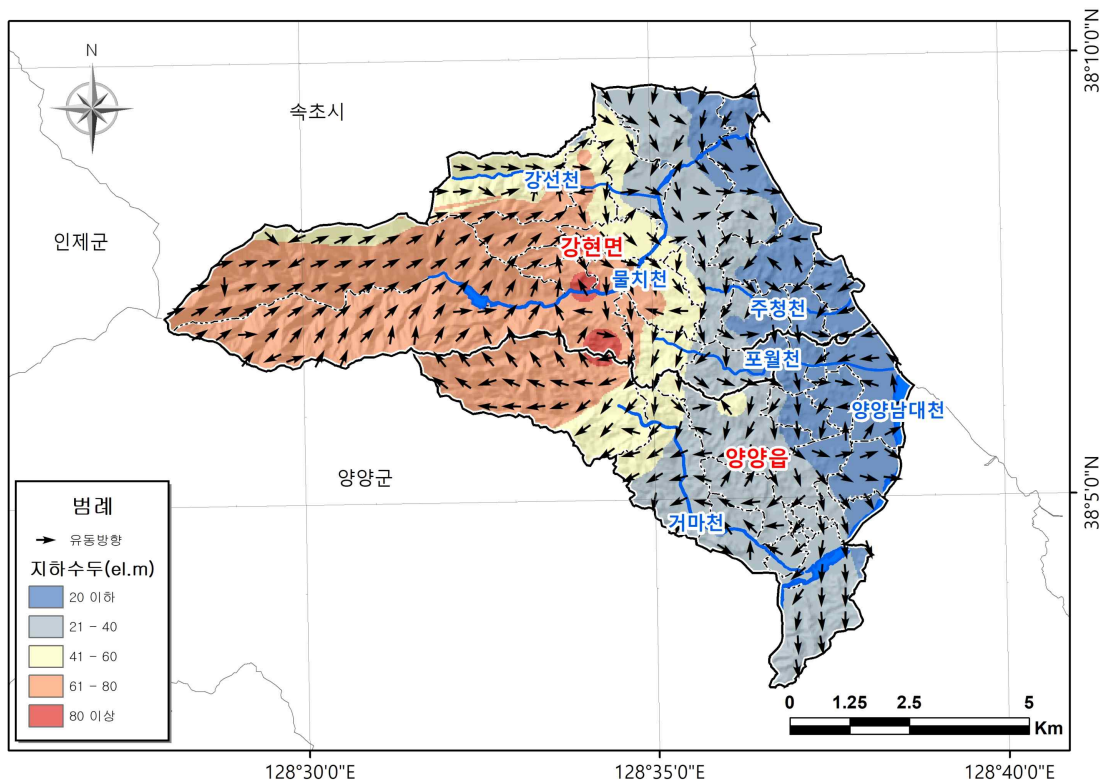 38°10'0"N
N
속초시
강선천
인제군
강현면
물치천
주청천
포월천
양양남대천
양양읍
양양군
38°5'0"N
거마천
범례
유동방향
지하수두(el.m)
20 이하
21 - 40
41 - 60
61 - 80
80 이상
0 1.25 2.5 5
Km
128°30'0"E 128°35'0"E 128°40'0"E